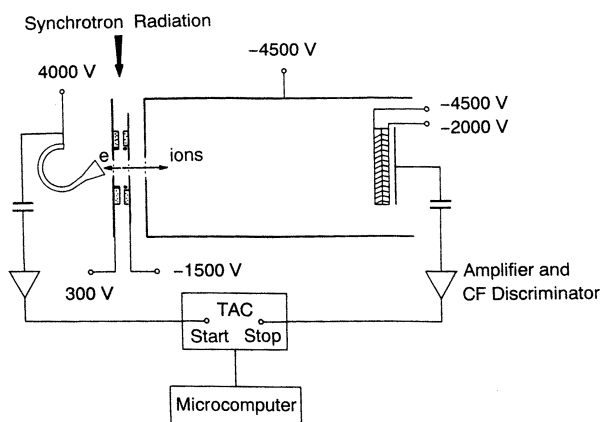 Synchrotron Radiation
4000 V
-4500 V
-4500 V
-2000 V
e
ions
300 V
-1500 V
Amplifier and
CF Discriminator
TAC
Start Stop
Microcomputer